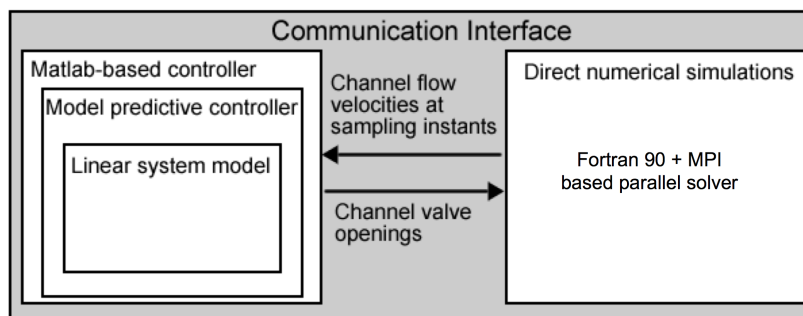 Communication Interface
Matlab-based controller
Model predictive controller
Linear system model
Channel flow
velocities at
sampling instants
Channel valve
openings
Direct numerical simulations
Fortran 90 + MPI
based parallel solver